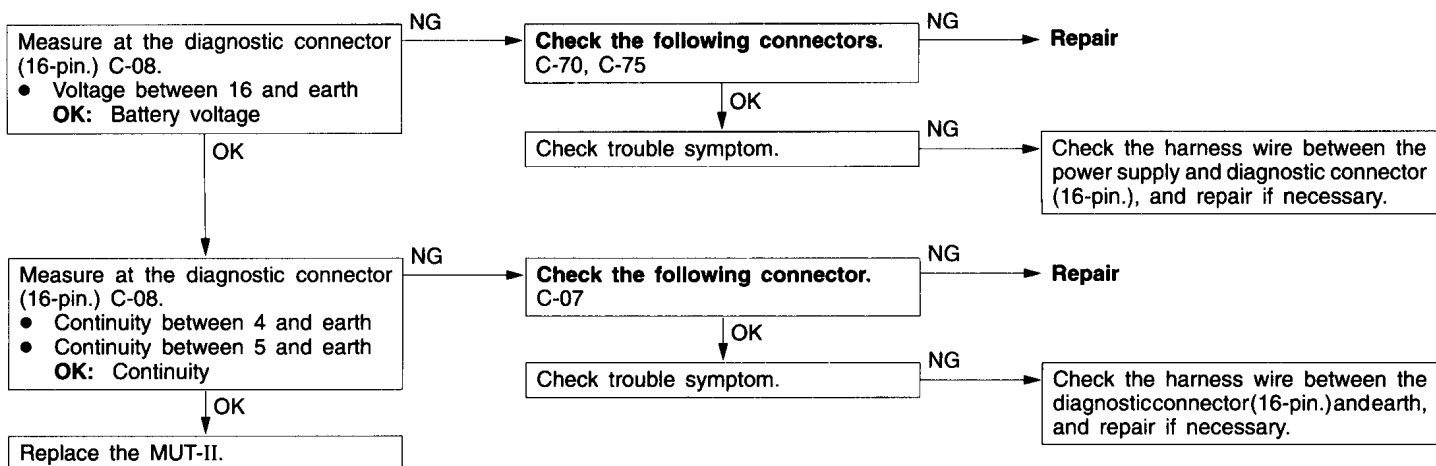 Measure at the diagnostic connector
(16-pin.) C-08.
● Voltage between 16 and earth
OK: Battery voltage
NG
Check the following connectors.
C-70, C-75
NG
Repair
OK
Check trouble symptom.
NG
Check the harness wire between the
power supply and diagnostic connector
(16-pin.), and repair if necessary.
OK
Measure at the diagnostic connector
(16-pin.) C-08.
● Continuity between 4 and earth
● Continuity between 5 and earth
OK: Continuity
NG
Check the following connector.
C-07
NG
Repair
OK
Check trouble symptom.
NG
Check the harness wire between the
diagnosticconnector(16-pin.)andearth,
and repair if necessary.
OK
Replace the MUT-II.